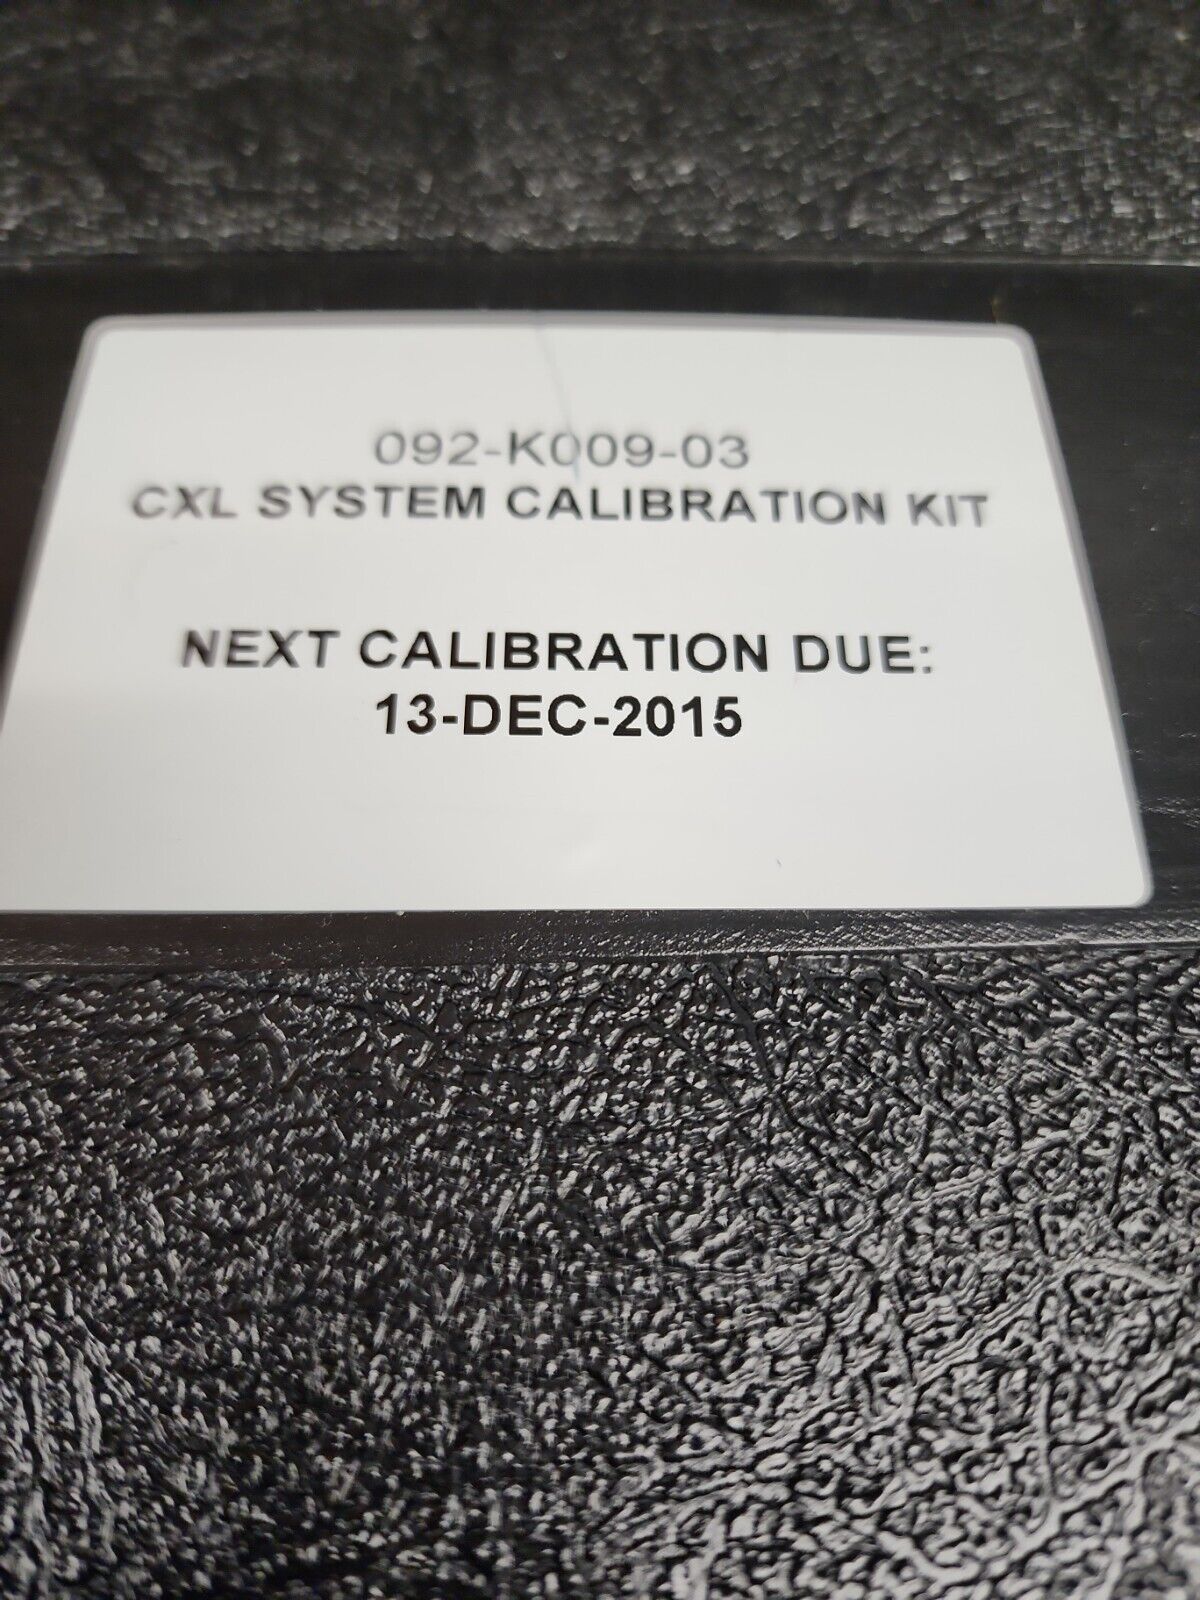 092-K009-03
CXL SYSTEM CALIBRATION KIT
NEXT CALIBRATION DUE:
13-DEC-2015